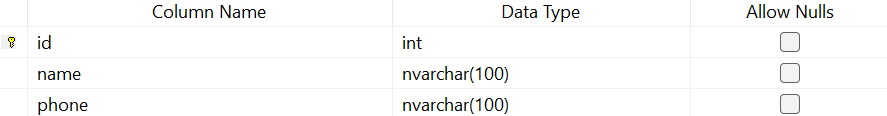 Column Name Data Type Allow Nulls
id int
name nvarchar(100)
phone nvarchar(100)